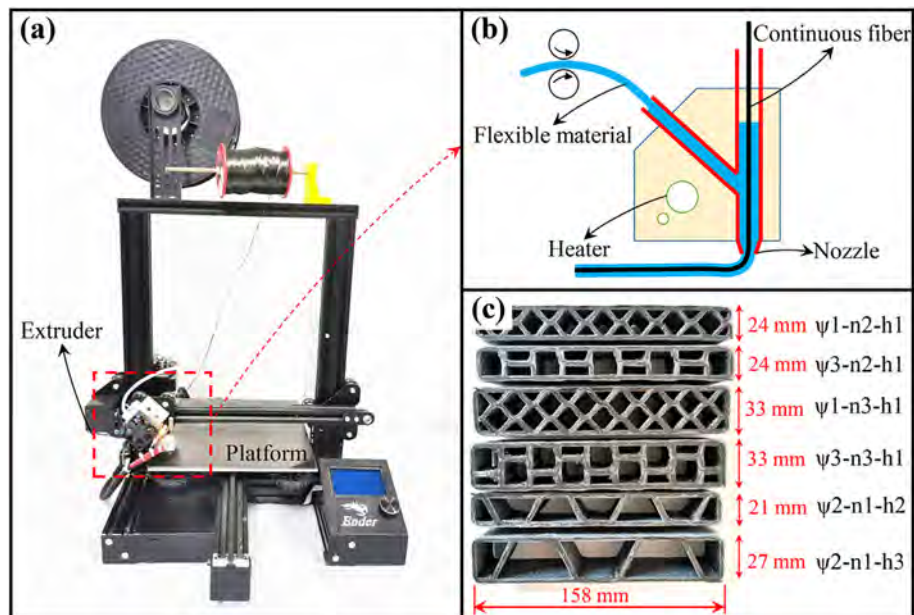 (a)
Extruder
Platform
Ender
(b)
Continuous fiber
Flexible material
Heater
Nozzle
(c)
24 mm ψ1-n2-h1
24 mm ψ3-n2-h1
33 mm ψ1-n3-h1
33 mm ψ3-n3-h1
21 mm ψ2-n1-h2
27 mm ψ2-n1-h3
158 mm